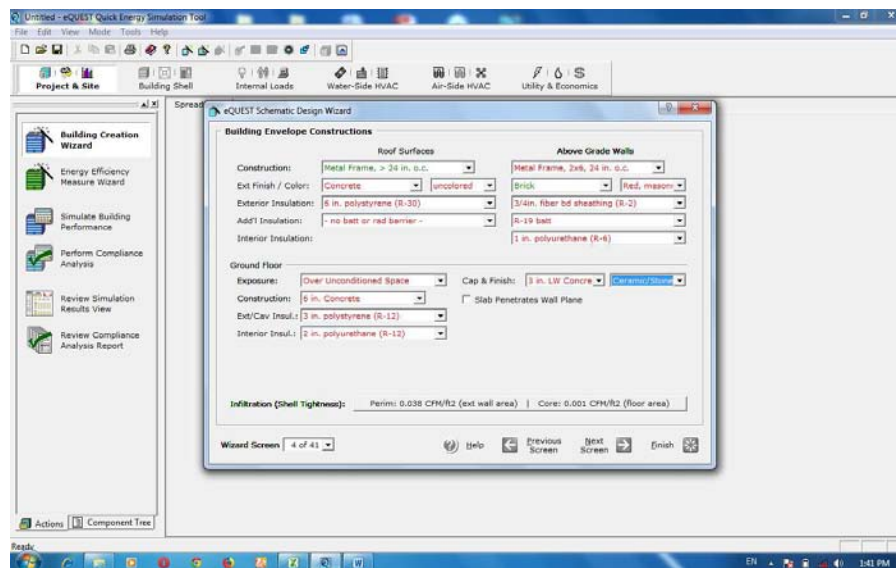 Untitled - eQUEST Quick Energy Simulation Tool
File Edit View Mode Tools Help
Project & Site Building Shell Internal Loads Water-Side HVAC Air-Side HVAC Utility & Economics
Spread
eQUEST Schematic Design Wizard
Building Creation
Wizard
Energy Efficiency
Measure Wizard
Simulate Building
Performance
Perform Compliance
Analysis
Review Simulation
Results View
Review Compliance
Analysis Report
Building Envelope Constructions
Roof Surfaces Above Grade Walls
Construction: Metal Frame, > 24 in. o.c. Metal Frame, 2x6, 24 in. o.c.
Ext Finish / Color: Concrete uncolored Brick Red, mason
Exterior Insulation: 6 in. polystyrene (R-30) 3/4in. fiber bd sheathing (R-2)
Add'l Insulation: - no batt or rad barrier - R-19 batt
Interior Insulation: 1 in. polyurethane (R-6)
Ground Floor
Exposure: Over Unconditioned Space Cap & Finish: 3 in. LW Concre Ceramic/Stone
Construction: 6 in. Concrete Slab Penetrates Wall Plane
Ext/Cav Insul.: 3 in. polystyrene (R-12)
Interior Insul.: 2 in. polyurethane (R-12)
Infiltration (Shell Tightness): Perim: 0.038 CFM/ft2 (ext wall area) | Core: 0.001 CFM/ft2 (floor area)
Wizard Screen 4 of 41 Help Previous Screen Next Screen Finish
Actions Component Tree
Ready
EN 1:41 PM